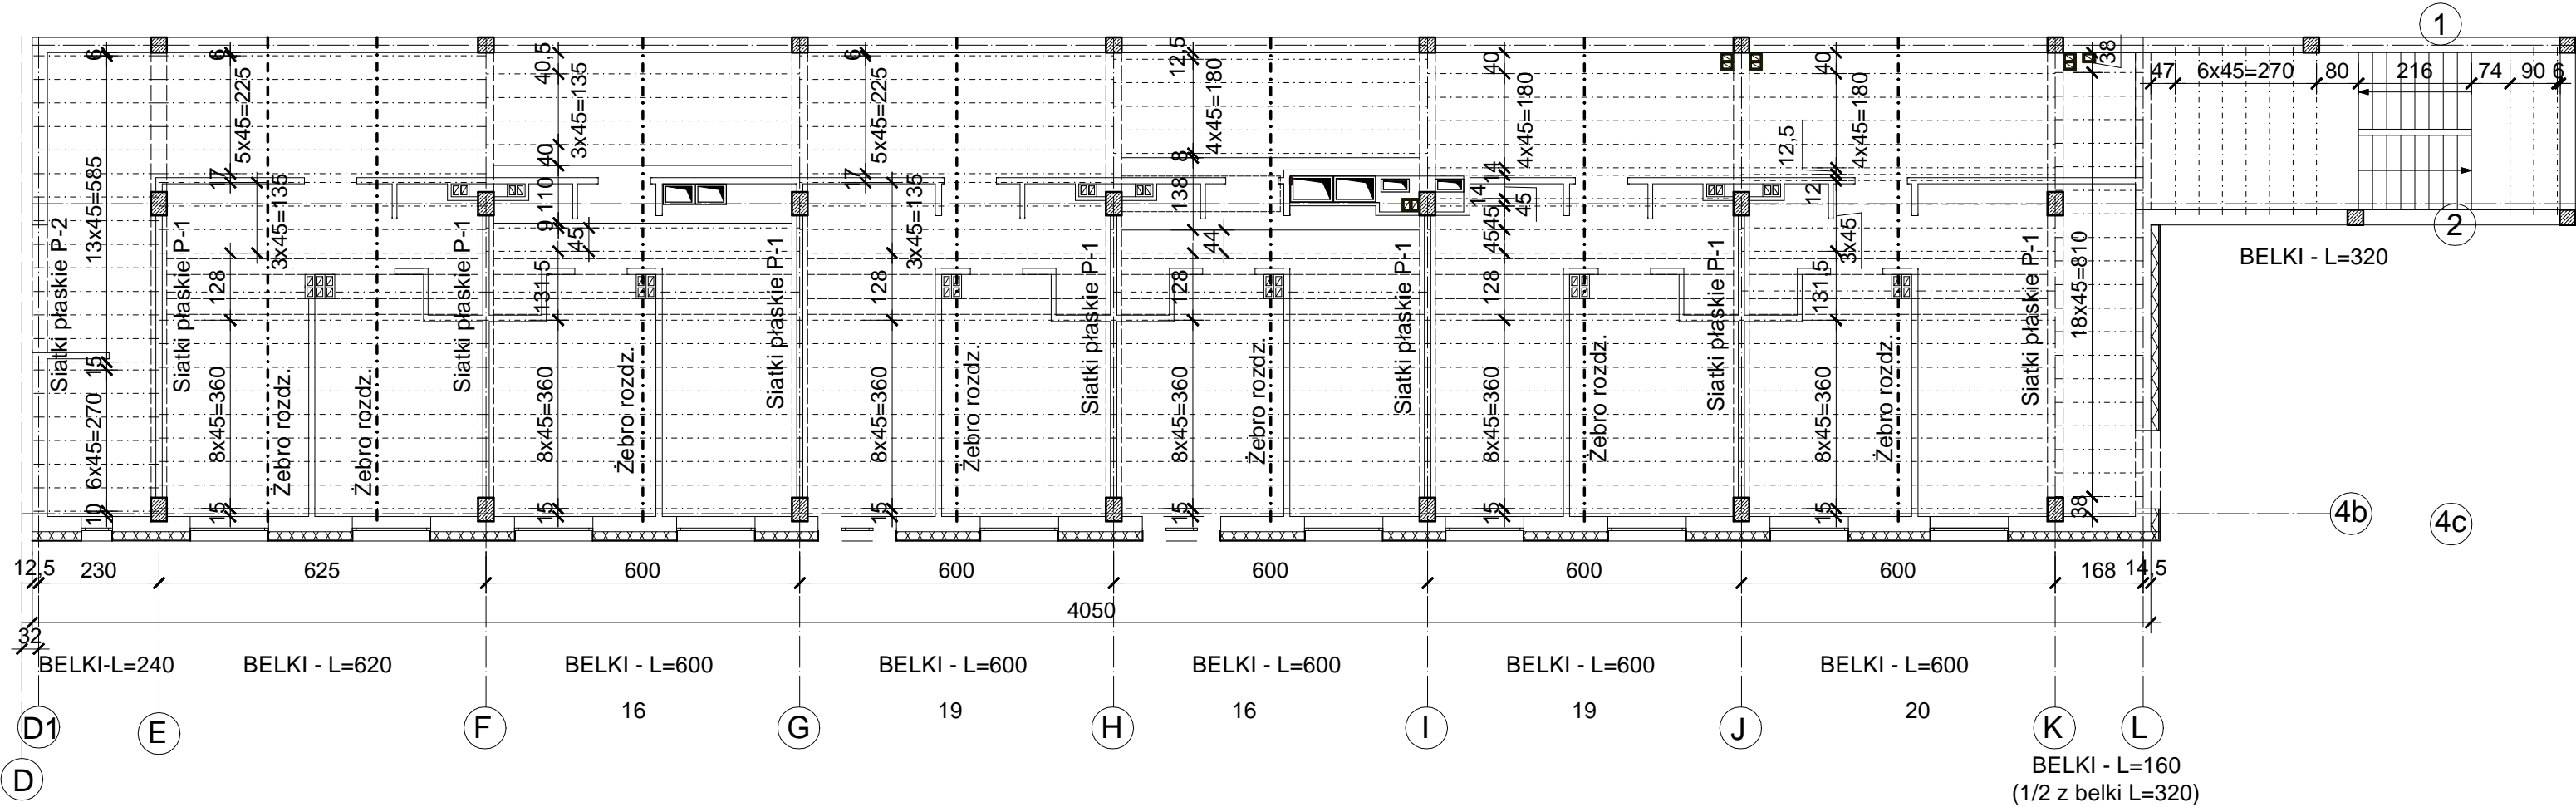 1
6
6
40,5
6
12,5
40
40
38
47
6x45=270
80
216
74
90
6
5x45=225
3x45=135
5x45=225
4x45=180
4x45=180
4x45=180
13x45=585
17
40
17
8
14
12,5
3x45=135
110
3x45=135
138
14
12
9
45
44
45
45
45
3x45
2
BELKI - L=320
Siatki płaskie P-2
Siatki płaskie P-1
Siatki płaskie P-1
Siatki płaskie P-1
Siatki płaskie P-1
Siatki płaskie P-1
Siatki płaskie P-1
Siatki płaskie P-1
128
131,5
128
128
128
131,5
18x45=810
15
6x45=270
8x45=360
8x45=360
8x45=360
8x45=360
8x45=360
8x45=360
Żebro rozdz.
Żebro rozdz.
Żebro rozdz.
Żebro rozdz.
Żebro rozdz.
Żebro rozdz.
Żebro rozdz.
10
15
15
15
15
15
15
38
4b
4c
12,5
230
625
600
600
600
600
600
168
14,5
4050
32
BELKI-L=240
BELKI - L=620
BELKI - L=600
BELKI - L=600
BELKI - L=600
BELKI - L=600
BELKI - L=600
16
19
16
19
20
D1
E
F
G
H
I
J
K
L
D
BELKI - L=160
(1/2 z belki L=320)